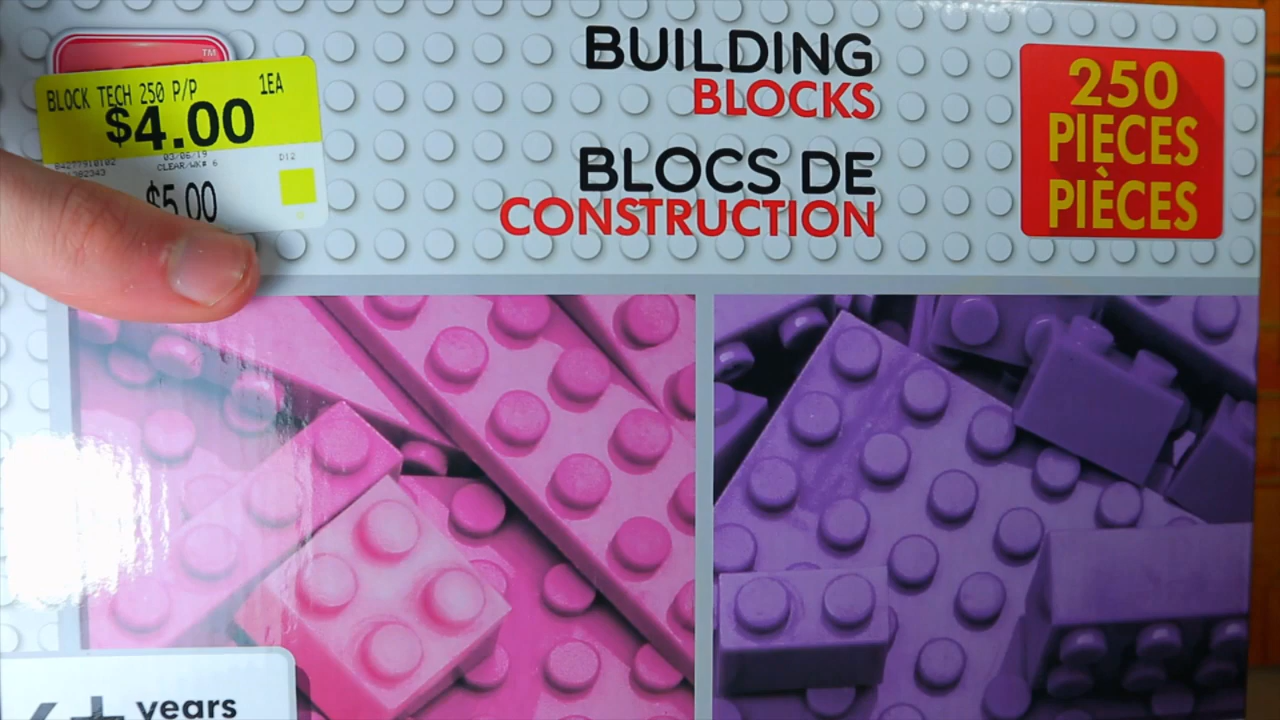 TM
BLOCK TECH 250 P/P 1EA
$4.00
03/06/19 D12
CLEAR/WK# 6
$5.00
BUILDING
BLOCKS
BLOCS DE
CONSTRUCTION
250
PIECES
PIÈCES
years